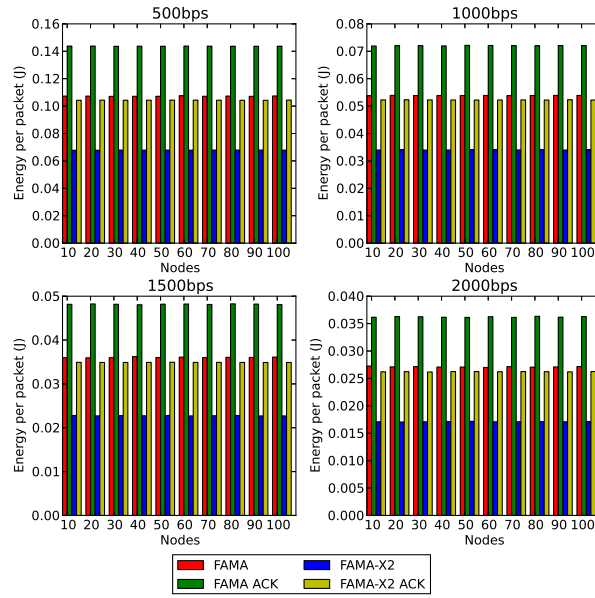 500bps
Energy per packet (J)
0.16
0.14
0.12
0.10
0.08
0.06
0.04
0.02
0.00
10 20 30 40 50 60 70 80 90 100
Nodes
1000bps
Energy per packet (J)
0.08
0.07
0.06
0.05
0.04
0.03
0.02
0.01
0.00
10 20 30 40 50 60 70 80 90 100
Nodes
1500bps
Energy per packet (J)
0.05
0.04
0.03
0.02
0.01
0.00
10 20 30 40 50 60 70 80 90 100
Nodes
2000bps
Energy per packet (J)
0.040
0.035
0.030
0.025
0.020
0.015
0.010
0.005
0.000
10 20 30 40 50 60 70 80 90 100
Nodes
FAMA
FAMA ACK
FAMA-X2
FAMA-X2 ACK